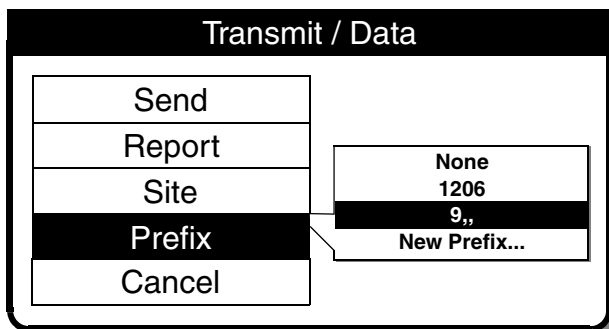 Transmit / Data
Send
Report
Site
Prefix
Cancel
None
1206
9,,
New Prefix...